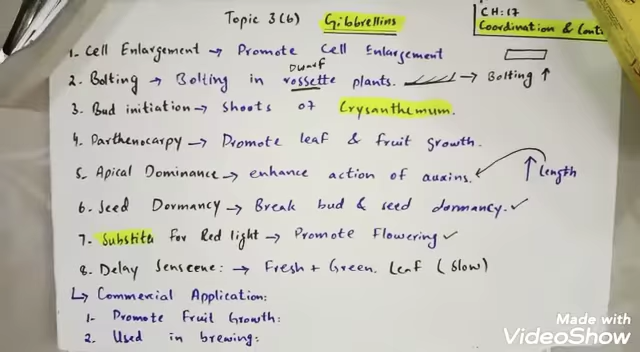 Topic 3(b) Gibbrellins
CH:17
Coordination & Cont
1- Cell Enlargement → Promote Cell Enlargement
Dwarf
2. Bolting → Bolting in rossette plants. → Bolting ↑
3. Bud initiation → Shoots of Crysanthemum.
4. Parthenocarpy → Promote leaf & fruit growth.
5. Apical Dominance → enhance action of auxins. ↑ length
6. Seed Dormancy → Break bud & seed dormancy. ✓
7- Substite for Red light → Promote Flowering ✓
8. Delay Senscene: → Fresh + Green. Leaf (slow)
↳ Commercial Application:
1- Promote Fruit Growth:
2. Used in brewing:
Made with
VideoShow